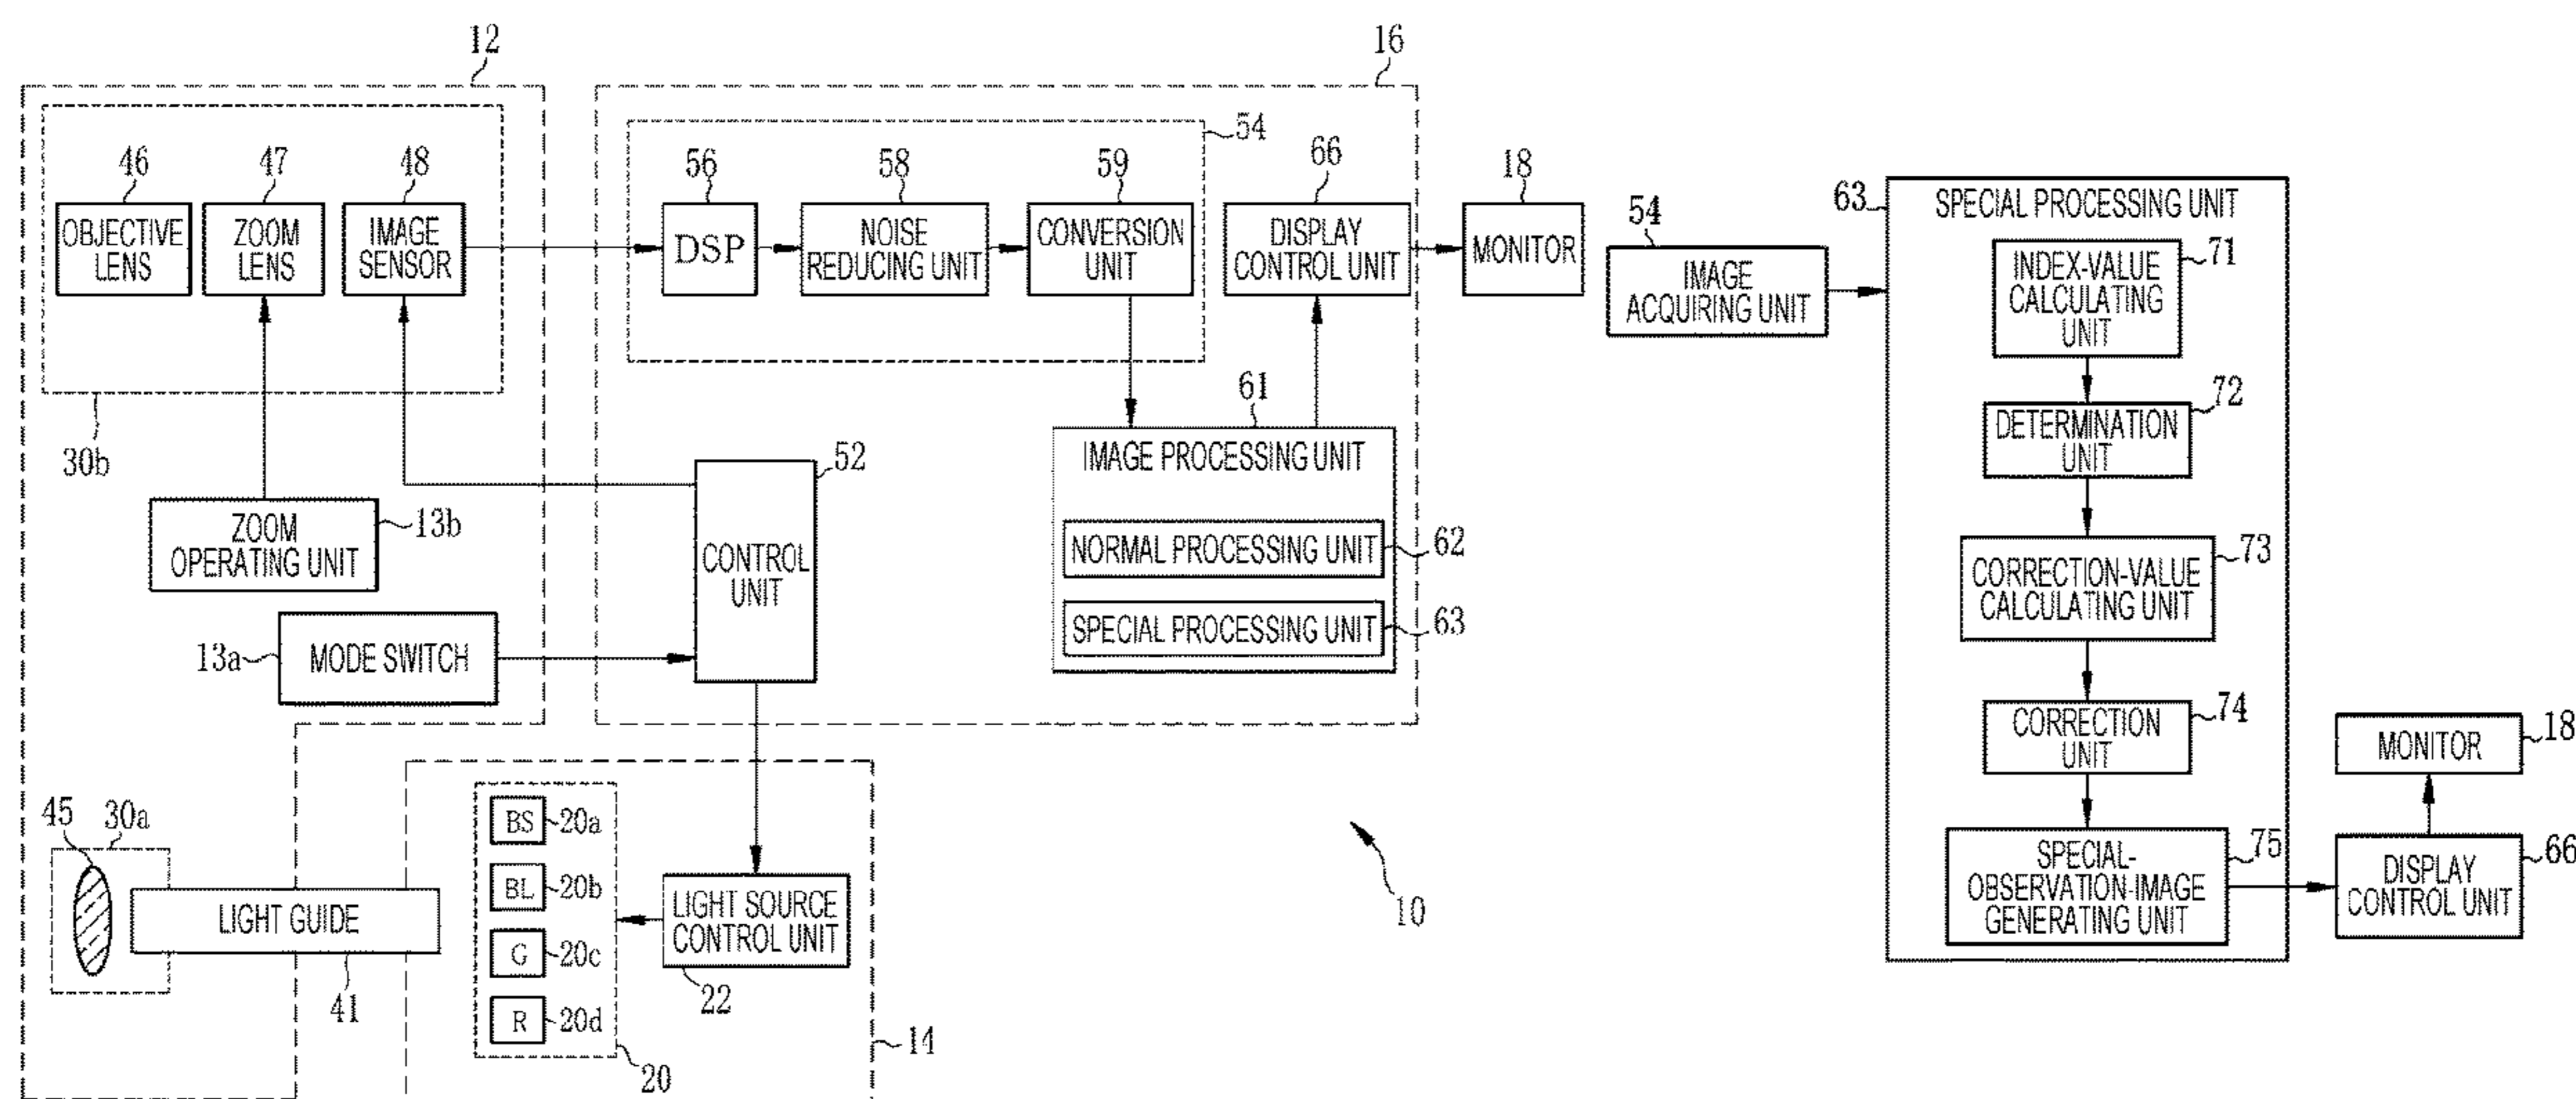 12
16
54
46
47
48
56
58
59
66
18
OBJECTIVE
LENS
ZOOM
LENS
IMAGE
SENSOR
DSP
NOISE
REDUCING UNIT
CONVERSION
UNIT
DISPLAY
CONTROL UNIT
MONITOR
30b
61
IMAGE PROCESSING UNIT
NORMAL PROCESSING UNIT
62
SPECIAL PROCESSING UNIT
63
52
CONTROL
UNIT
ZOOM
OPERATING UNIT
13b
13a
MODE SWITCH
45
30a
LIGHT GUIDE
41
BS
20a
BL
20b
G
20c
R
20d
20
LIGHT SOURCE
CONTROL UNIT
22
14
10
54
IMAGE
ACQUIRING UNIT
63
SPECIAL PROCESSING UNIT
INDEX-VALUE
CALCULATING
UNIT
71
DETERMINATION
UNIT
72
CORRECTION-VALUE
CALCULATING UNIT
73
CORRECTION
UNIT
74
SPECIAL-
OBSERVATION-IMAGE
GENERATING UNIT
75
MONITOR
18
DISPLAY
CONTROL UNIT
66